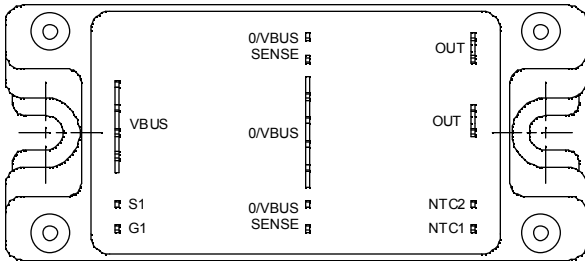 0/VBUS
SENSE
OUT
VBUS
0/VBUS
OUT
S1
G1
0/VBUS
SENSE
NTC2
NTC1